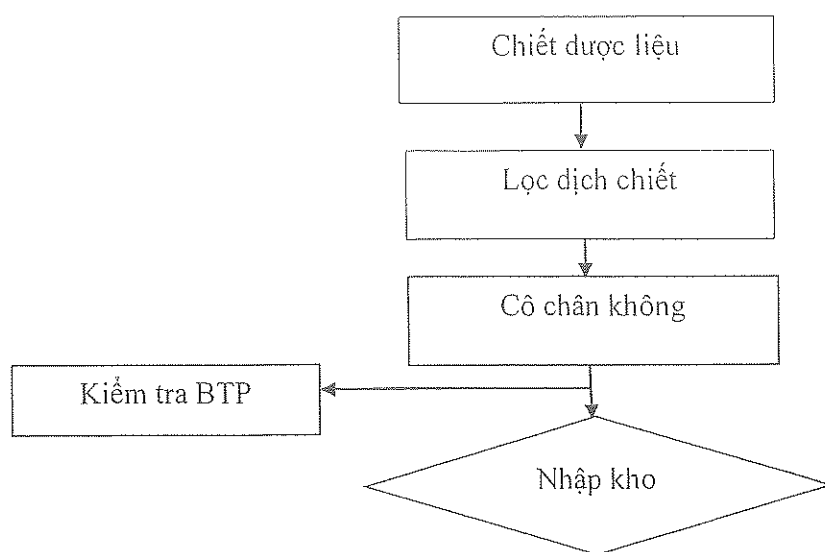 Chiết dược liệu
Lọc dịch chiết
Cô chân không
Kiểm tra BTP
Nhập kho